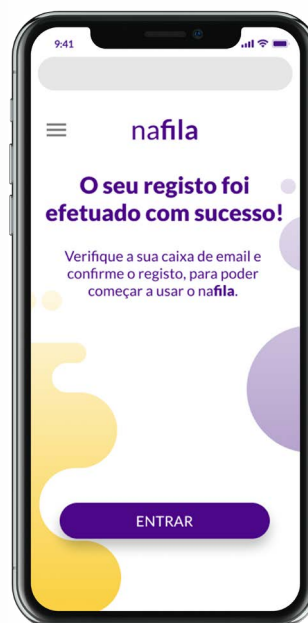 9:41
nafila
O seu registo foi
efetuado com sucesso!
Verifique a sua caixa de email e
confirme o registo, para poder
começar a usar o nafila.
ENTRAR